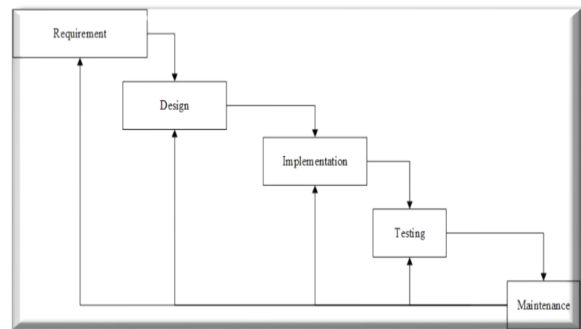 Requirement
Design
Implementation
Testing
Maintenance